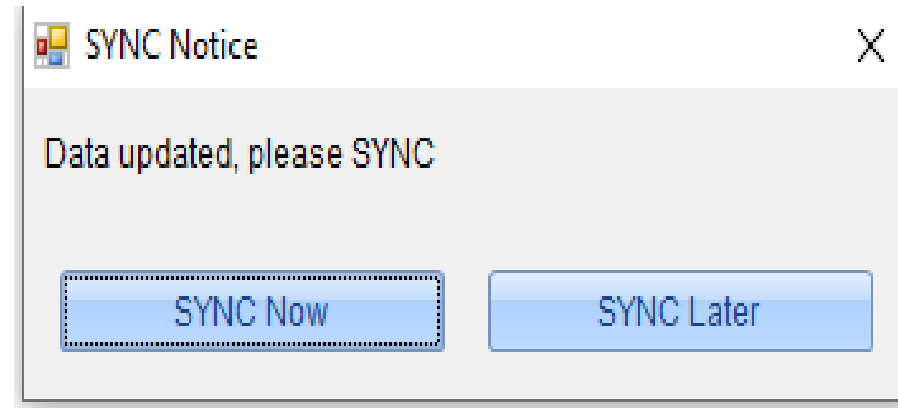 SYNC Notice
Data updated, please SYNC
SYNC Now
SYNC Later